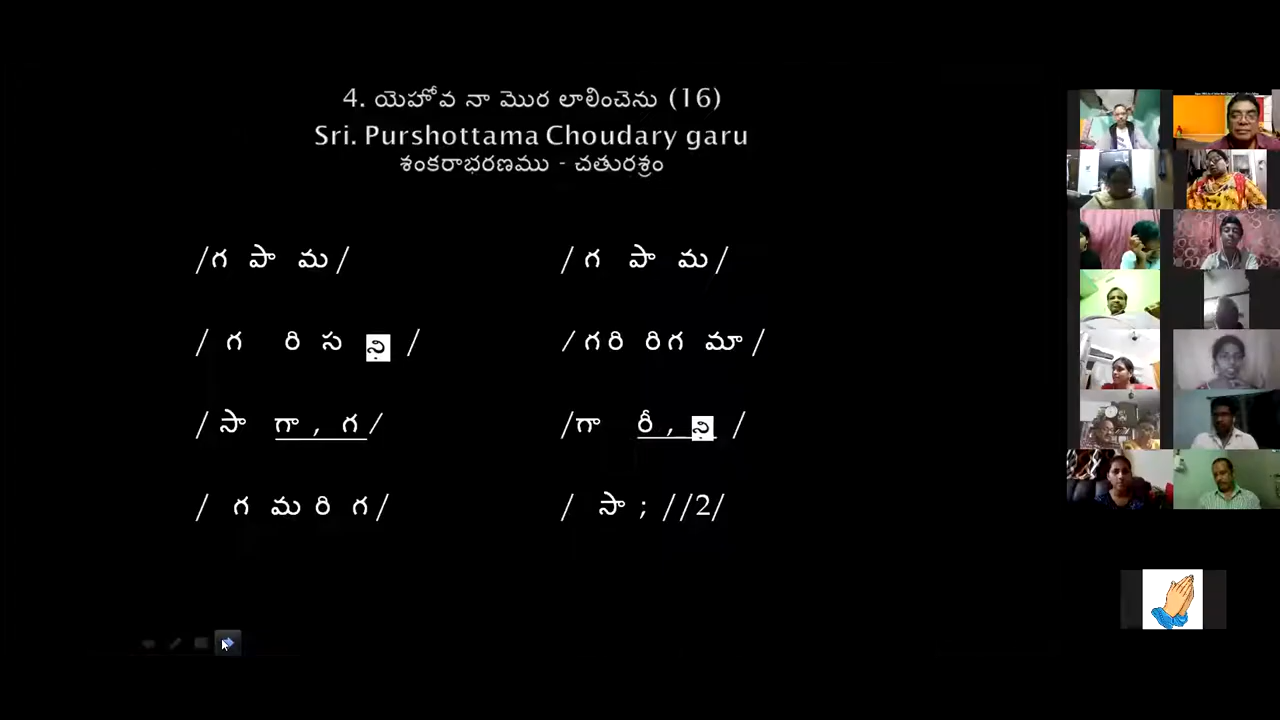 4. యెహోవ నా మొర లాలించెను (16)
Sri. Purshottama Choudary garu
శంకరాభరణము - చతురశ్రం
/గ పా మ/ / గ పా మ/
/ గ రి స ని / / గరి రిగ మా /
/ సా గా , గ/ /గా రీ , ని /
/ గ మ రి గ/ / సా ; //2/